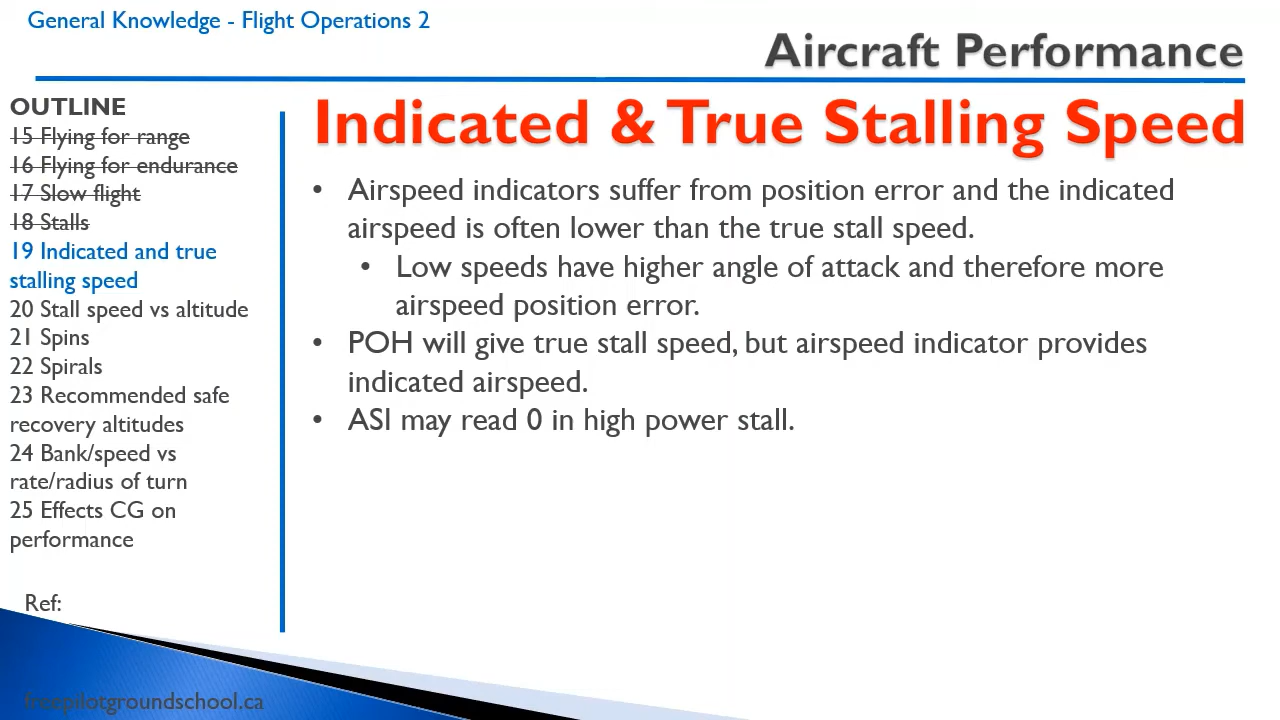 General Knowledge - Flight Operations 2
Aircraft Performance
OUTLINE
15 Flying for range
16 Flying for endurance
17 Slow flight
18 Stalls
19 Indicated and true
stalling speed
20 Stall speed vs altitude
21 Spins
22 Spirals
23 Recommended safe
recovery altitudes
24 Bank/speed vs
rate/radius of turn
25 Effects CG on
performance
Ref:
Indicated & True Stalling Speed
• Airspeed indicators suffer from position error and the indicated
airspeed is often lower than the true stall speed.
• Low speeds have higher angle of attack and therefore more
airspeed position error.
• POH will give true stall speed, but airspeed indicator provides
indicated airspeed.
• ASI may read 0 in high power stall.
freepilotgroundschool.ca